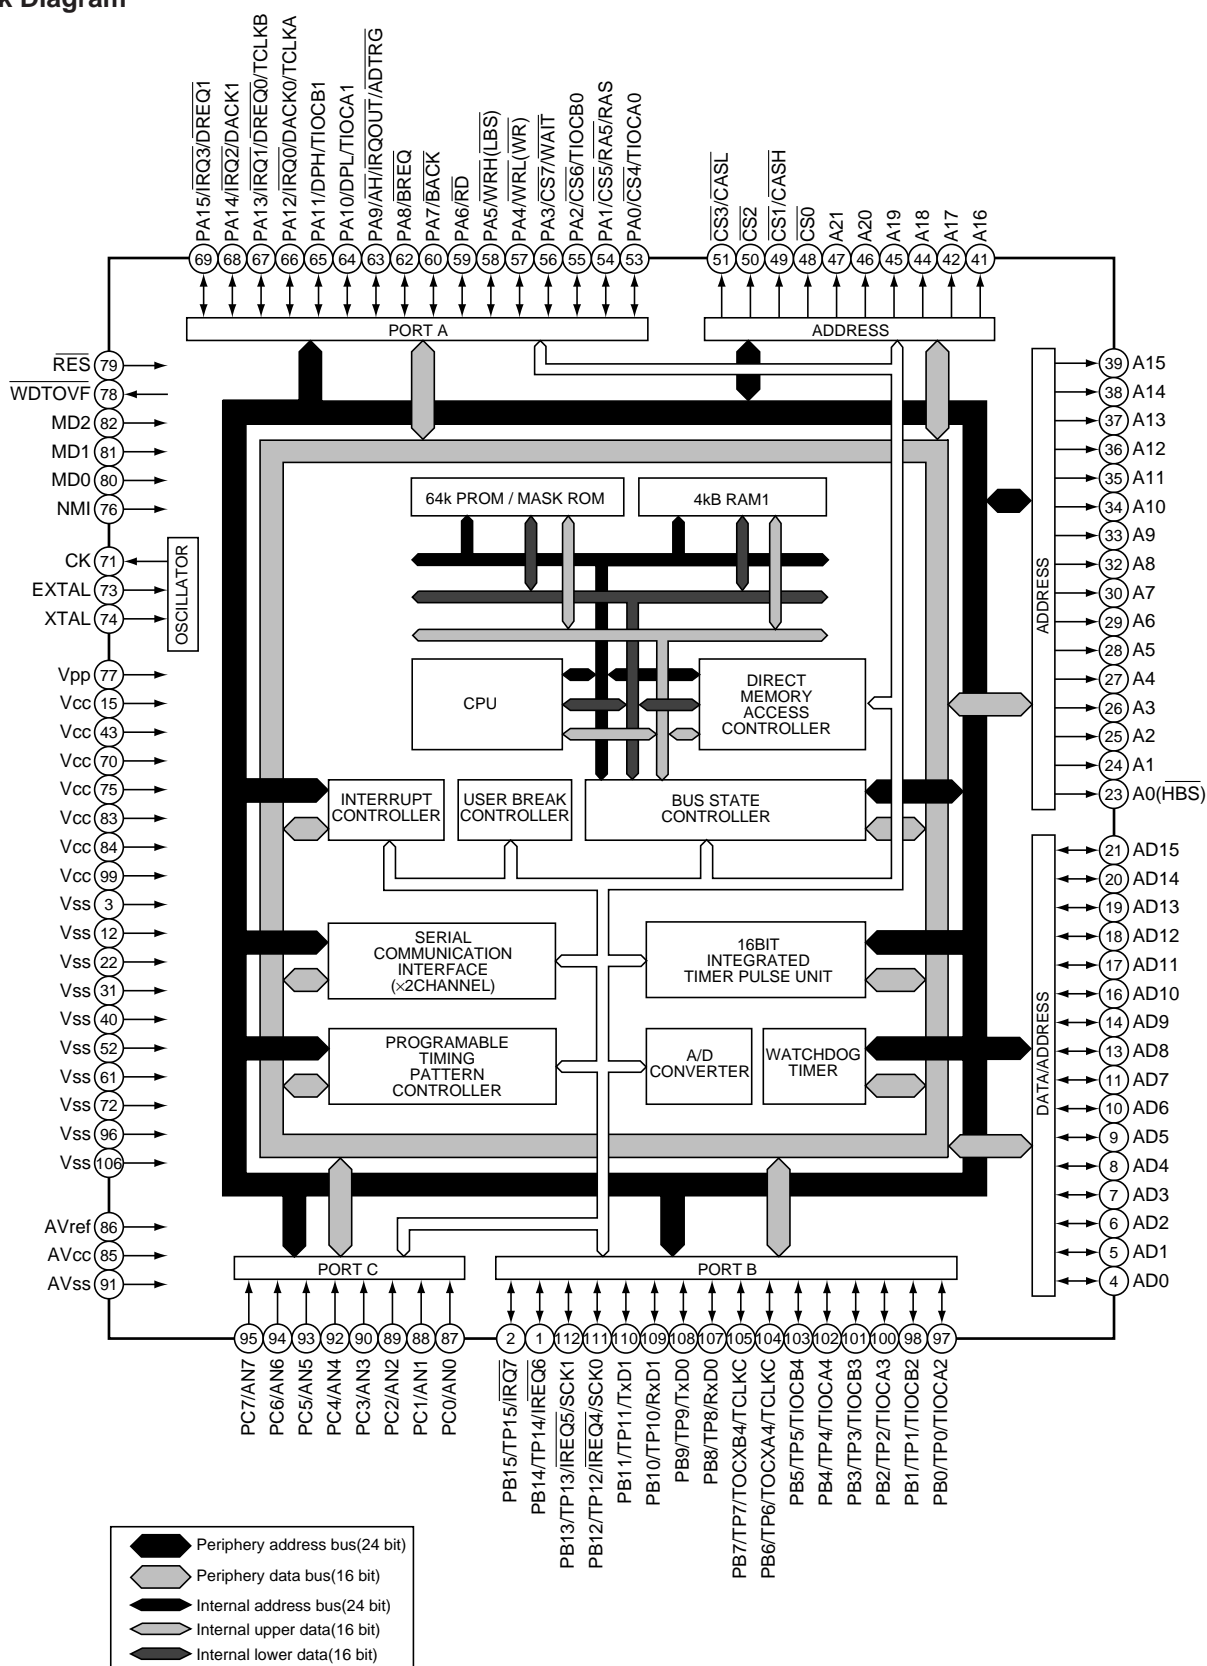 k Diagram
PA15/IRQ3/DREQ1
PA14/IRQ2/DACK1
PA13/IRQ1/DREQ0/TCLKB
PA12/IRQ0/DACK0/TCLKA
PA11/DPH/TIOCB1
PA10/DPL/TIOCA1
PA9/AH/IRQOUT/ADTRG
PA8/BREQ
PA7/BACK
PA6/RD
PA5/WRH(LBS)
PA4/WRL(WR)
PA3/CS7/WAIT
PA2/CS6/TIOCB0
PA1/CS5/RA5/RAS
PA0/CS4/TIOCA0
CS3/CASL
CS2
CS1/CASH
CS0
A21
A20
A19
A18
A17
A16
69 68 67 66 65 64 63 62 60 59 58 57 56 55 54 53
51 50 49 48 47 46 45 44 42 41
PORT A
ADDRESS
RES 79
WDTOVF 78
MD2 82
MD1 81
MD0 80
NMI 76
CK 71
EXTAL 73
XTAL 74
OSCILLATOR
Vpp 77
Vcc 15
Vcc 43
Vcc 70
Vcc 75
Vcc 83
Vcc 84
Vcc 99
Vss 3
Vss 12
Vss 22
Vss 31
Vss 40
Vss 52
Vss 61
Vss 72
Vss 96
Vss 106
AVref 86
AVcc 85
AVss 91
64k PROM / MASK ROM
4kB RAM1
CPU
DIRECT
MEMORY
ACCESS
CONTROLLER
INTERRUPT
CONTROLLER
USER BREAK
CONTROLLER
BUS STATE
CONTROLLER
SERIAL
COMMUNICATION
INTERFACE
(×2CHANNEL)
16BIT
INTEGRATED
TIMER PULSE UNIT
PROGRAMABLE
TIMING
PATTERN
CONTROLLER
A/D
CONVERTER
WATCHDOG
TIMER
ADDRESS
39 A15
38 A14
37 A13
36 A12
35 A11
34 A10
33 A9
32 A8
30 A7
29 A6
28 A5
27 A4
26 A3
25 A2
24 A1
23 A0(HBS)
DATA/ADDRESS
21 AD15
20 AD14
19 AD13
18 AD12
17 AD11
16 AD10
14 AD9
13 AD8
11 AD7
10 AD6
9 AD5
8 AD4
7 AD3
6 AD2
5 AD1
4 AD0
PORT C
PORT B
95 94 93 92 90 89 88 87
2 1 112 111 110 109 108 107 105 104 103 102 101 100 98 97
PC7/AN7
PC6/AN6
PC5/AN5
PC4/AN4
PC3/AN3
PC2/AN2
PC1/AN1
PC0/AN0
PB15/TP15/IRQ7
PB14/TP14/IREQ6
PB13/TP13/IREQ5/SCK1
PB12/TP12/IREQ4/SCK0
PB11/TP11/TxD1
PB10/TP10/RxD1
PB9/TP9/TxD0
PB8/TP8/RxD0
PB7/TP7/TOCXB4/TCLKC
PB6/TP6/TOCXA4/TCLKC
PB5/TP5/TIOCB4
PB4/TP4/TIOCA4
PB3/TP3/TIOCB3
PB2/TP2/TIOCA3
PB1/TP1/TIOCB2
PB0/TP0/TIOCA2
Periphery address bus(24 bit)
Periphery data bus(16 bit)
Internal address bus(24 bit)
Internal upper data(16 bit)
Internal lower data(16 bit)